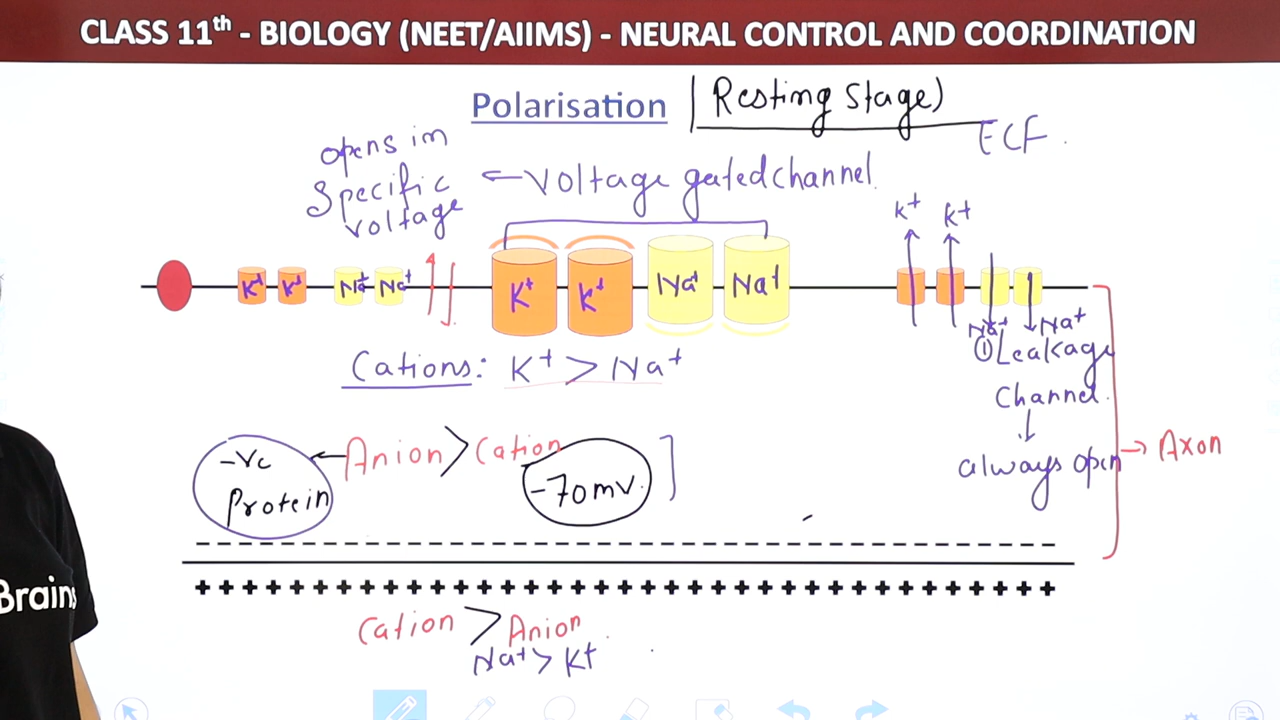 CLASS 11th - BIOLOGY (NEET/AIIMS) - NEURAL CONTROL AND COORDINATION
Polarisation | (Resting Stage)
ECF.
opens in
Specific
voltage
← Voltage gated channel
K+ K+
K+ K+ Na+ Na+
K+ K+ Na+ Na+
Na+ Na+
① Leakage
Channel.
↓
always open
→ Axon
Cations: K+ > Na+
-Ve
Protein
← Anion > Cation
-70mv.
- - - - - - - - - - - - - - - - - - - - - - - - - - - - - - - - - - - - - - - - - - - -
+ + + + + + + + + + + + + + + + + + + + + + + + + + + + + + + + + + + + + + + + + + + +
Cation > Anion
Na+ > K+
Brains